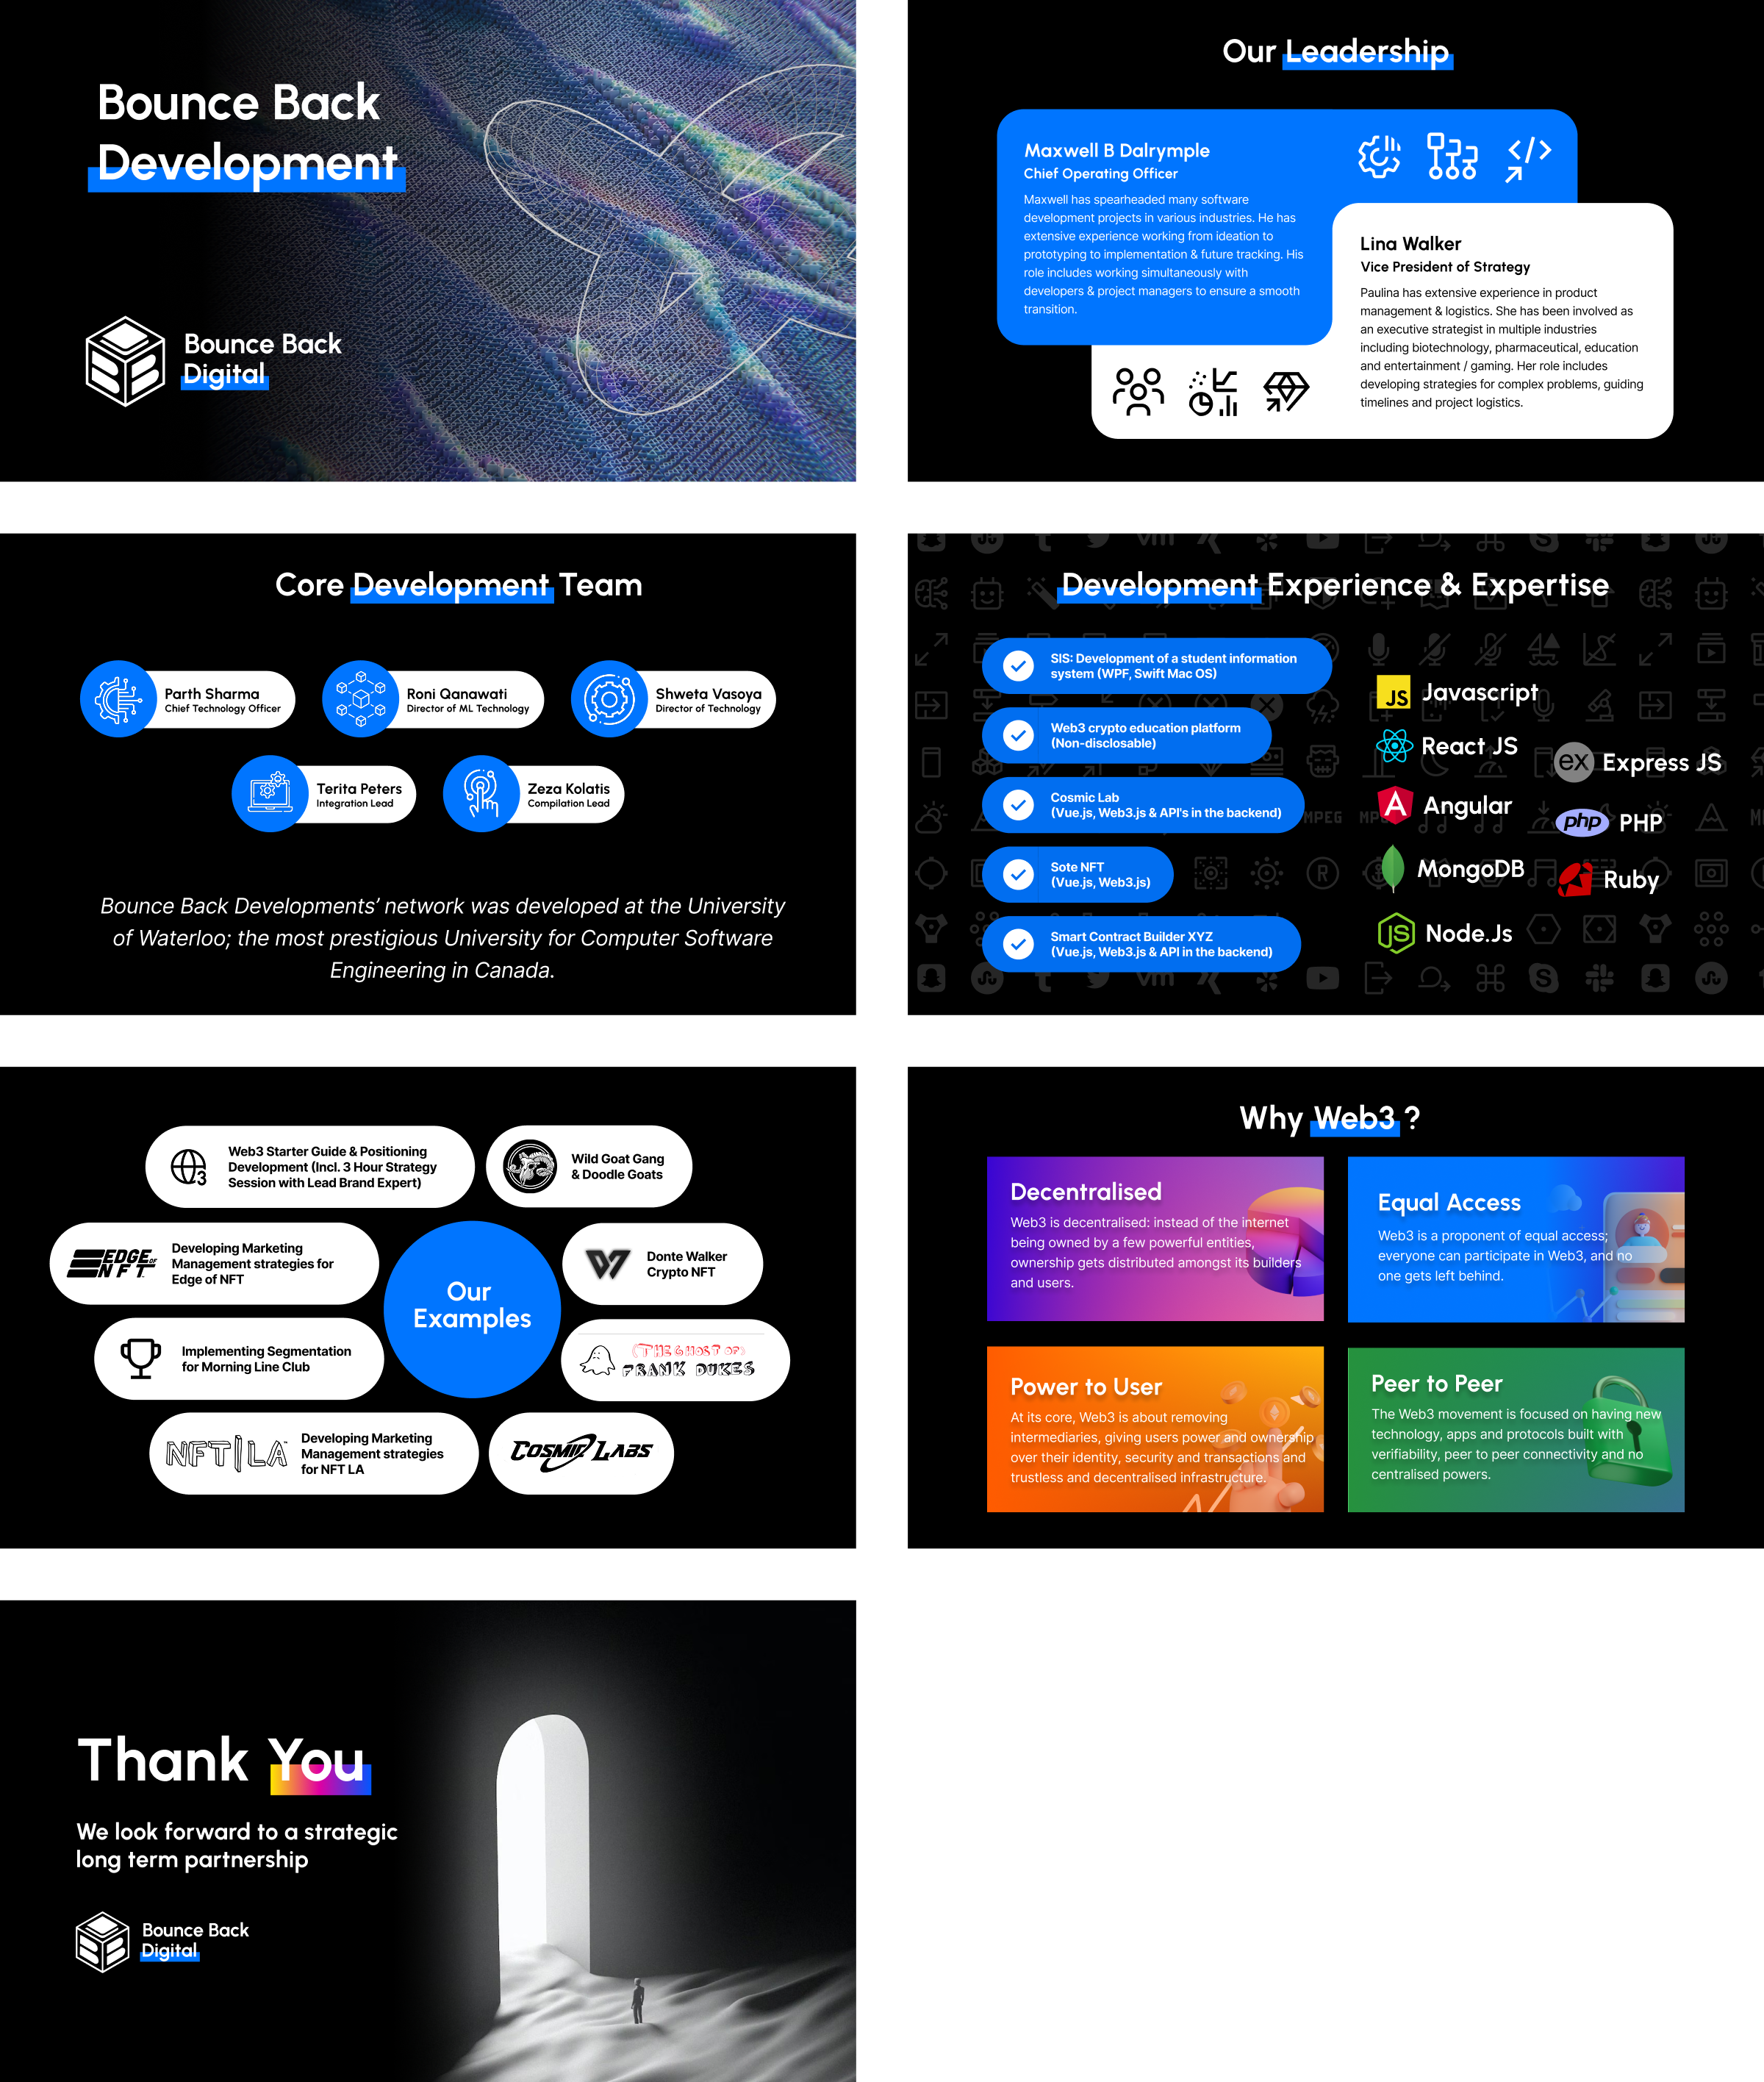 Bounce Back
Development
Bounce Back
Digital
Our Leadership
Maxwell B Dalrymple
Chief Operating Officer
Maxwell has spearheaded many software
development projects in various industries. He has
extensive experience working from ideation to
prototyping to implementation & future tracking. His
role includes working simultaneously with
developers & project managers to ensure a smooth
transition.
Lina Walker
Vice President of Strategy
Paulina has extensive experience in product
management & logistics. She has been involved as
an executive strategist in multiple industries
including biotechnology, pharmaceutical, education
and entertainment / gaming. Her role includes
developing strategies for complex problems, guiding
timelines and project logistics.
Core Development Team
Parth Sharma
Chief Technology Officer
Roni Qanawati
Director of ML Technology
Shweta Vasoya
Director of Technology
Terita Peters
Integration Lead
Zeza Kolatis
Compilation Lead
Bounce Back Developments' network was developed at the University
of Waterloo; the most prestigious University for Computer Software
Engineering in Canada.
Development Experience & Expertise
SIS: Development of a student information
system (WPF, Swift Mac OS)
Web3 crypto education platform
(Non-disclosable)
Cosmic Lab
(Vue.js, Web3.js & API's in the backend)
Sote NFT
(Vue.js, Web3.js)
Smart Contract Builder XYZ
(Vue.js, Web3.js & API in the backend)
JS Javascript
React JS
A Angular
MongoDB
JS Node.Js
ex Express JS
php PHP
Ruby
MPEG
R
vm
Web3 Starter Guide & Positioning
Development (Incl. 3 Hour Strategy
Session with Lead Brand Expert)
3
Wild Goat Gang
& Doodle Goats
EDGE OF
NFT
Developing Marketing
Management strategies for
Edge of NFT
Our
Examples
Donte Walker
Crypto NFT
Implementing Segmentation
for Morning Line Club
(THE GHOST OF)
FRANK DUKES
NFT|LA
Developing Marketing
Management strategies
for NFT LA
COSMIC LABS
Why Web3 ?
Decentralised
Web3 is decentralised: instead of the internet
being owned by a few powerful entities,
ownership gets distributed amongst its builders
and users.
Equal Access
Web3 is a proponent of equal access;
everyone can participate in Web3, and no
one gets left behind.
Power to User
At its core, Web3 is about removing
intermediaries, giving users power and ownership
over their identity, security and transactions and
trustless and decentralised infrastructure.
Peer to Peer
The Web3 movement is focused on having new
technology, apps and protocols built with
verifiability, peer to peer connectivity and no
centralised powers.
Thank You
We look forward to a strategic
long term partnership
Bounce Back
Digital